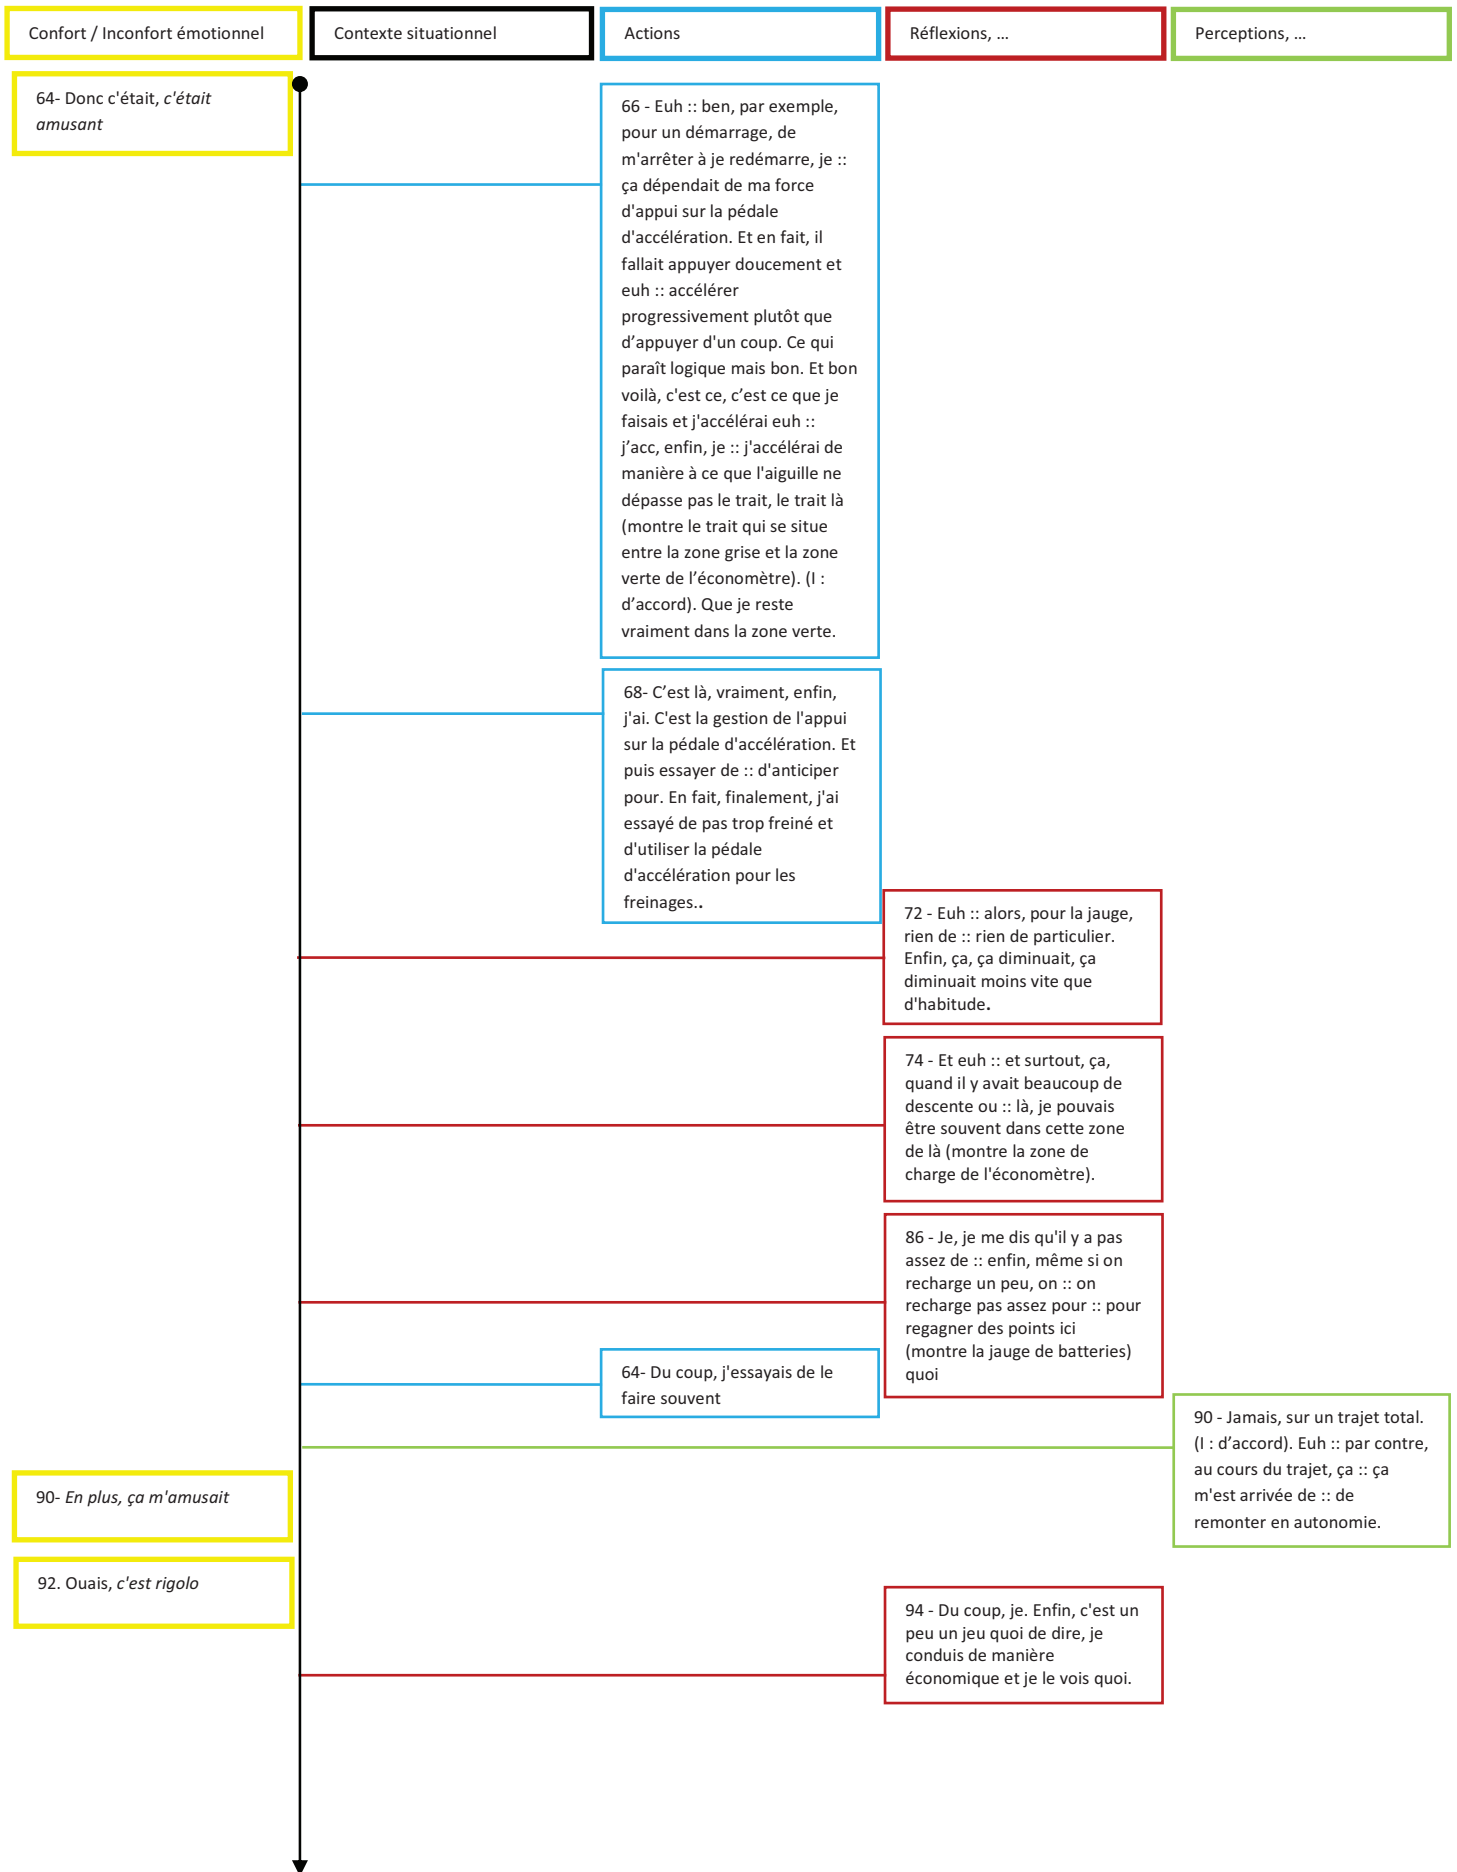 Confort / Inconfort émotionnel
Contexte situationnel
Actions
Réflexions, ...
Perceptions, ...
64- Donc c'était, c'était
amusant
66 - Euh :: ben, par exemple,
pour un démarrage, de
m'arrêter à je redémarre, je ::
ça dépendait de ma force
d'appui sur la pédale
d'accélération. Et en fait, il
fallait appuyer doucement et
euh :: accélérer
progressivement plutôt que
d’appuyer d'un coup. Ce qui
paraît logique mais bon. Et bon
voilà, c'est ce, c’est ce que je
faisais et j'accélérai euh ::
j’acc, enfin, je :: j'accélérai de
manière à ce que l'aiguille ne
dépasse pas le trait, le trait là
(montre le trait qui se situe
entre la zone grise et la zone
verte de l’économètre). (I :
d’accord). Que je reste
vraiment dans la zone verte.
68- C’est là, vraiment, enfin,
j'ai. C'est la gestion de l'appui
sur la pédale d'accélération. Et
puis essayer de :: d'anticiper
pour. En fait, finalement, j'ai
essayé de pas trop freiné et
d'utiliser la pédale
d'accélération pour les
freinages..
72 - Euh :: alors, pour la jauge,
rien de :: rien de particulier.
Enfin, ça, ça diminuait, ça
diminuait moins vite que
d'habitude.
74 - Et euh :: et surtout, ça,
quand il y avait beaucoup de
descente ou :: là, je pouvais
être souvent dans cette zone
de là (montre la zone de
charge de l'économètre).
86 - Je, je me dis qu'il y a pas
assez de :: enfin, même si on
recharge un peu, on :: on
recharge pas assez pour :: pour
regagner des points ici
(montre la jauge de batteries)
quoi
64- Du coup, j'essayais de le
faire souvent
90 - Jamais, sur un trajet total.
(I : d’accord). Euh :: par contre,
au cours du trajet, ça :: ça
m'est arrivée de :: de
remonter en autonomie.
90- En plus, ça m'amusait
92. Ouais, c'est rigolo
94 - Du coup, je. Enfin, c'est un
peu un jeu quoi de dire, je
conduis de manière
économique et je le vois quoi.